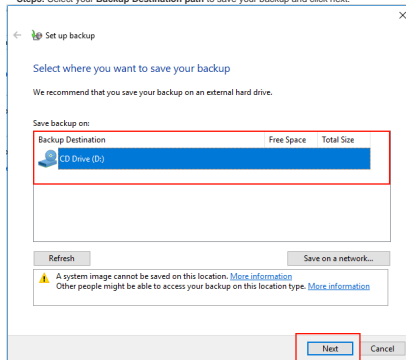 Steps: Select your Backup Destination path to save your backup and click next.
Set up backup
Select where you want to save your backup
We recommend that you save your backup on an external hard drive.
Save backup on:
Backup Destination Free Space Total Size
CD Drive (D:)
Refresh Save on a network...
A system image cannot be saved on this location. More information
Other people might be able to access your backup on this location type. More information
Next Cancel